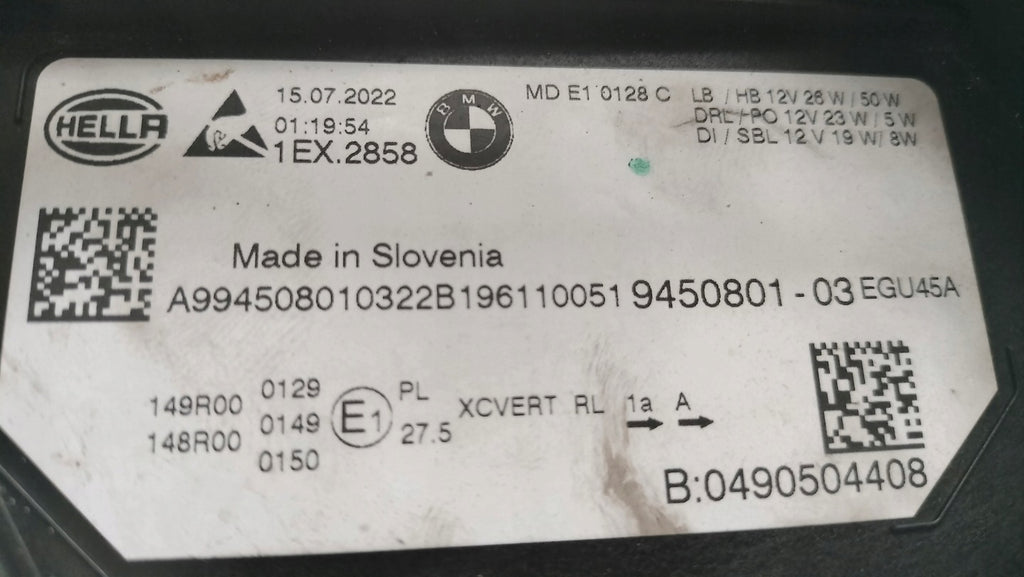 HELLA
15.07.2022
01:19:54
1EX.2858
BMW
MD E1 0128 C
LB / HB 12V 26 W / 50 W
DRL / PO 12V 23 W / 5 W
DI / SBL 12 V 19 W / 8W
Made in Slovenia
A994508010322B1961100519450801-03 EGU45A
149R00 0129
148R00 0149
0150
E1
PL
27.5
XCVERT RL 1a A
B:0490504408